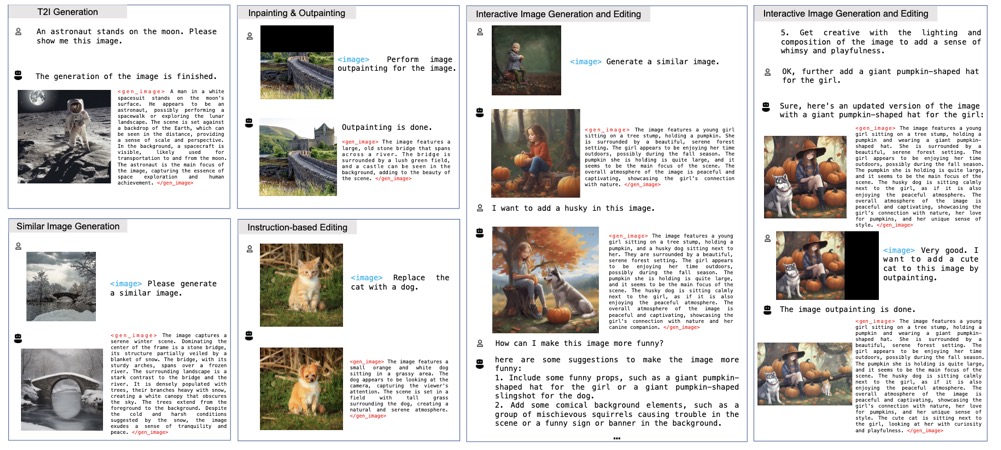 T2I Generation
An astronaut stands on the moon. Please
show me this image.
The generation of the image is finished.
<gen_image> A man in a white
spacesuit stands on the moon's
surface. He appears to be an
astronaut, possibly performing a
spacewalk or exploring the lunar
landscape. The scene is set against
a backdrop of the Earth, which can
be seen in the distance, providing
a sense of scale and perspective.
In the background, a spacecraft is
visible, likely used for
transportation to and from the moon.
The astronaut is the main focus of
the image, capturing the essence of
space exploration and human
achievement. </gen_image>
Similar Image Generation
<image> Please generate
a similar image.
<gen_image> The image captures a
serene winter scene. Dominating the
center of the frame is a stone bridge,
its structure partially veiled by a
blanket of snow. The bridge, with its
sturdy arches, spans over a frozen
river. The surrounding landscape is a
stark contrast to the bridge and the
river. It is densely populated with
trees, their branches heavy with snow,
creating a white canopy that obscures
the sky. The trees extend from the
foreground to the background. Despite
the cold and harsh conditions
suggested by the snow, the image
exudes a sense of tranquility and
peace. </gen_image>
Inpainting & Outpainting
<image> Perform image
outpainting for the image.
Outpainting is done.
<gen_image> The image features a
large, old stone bridge that spans
across a river. The bridge is
surrounded by a lush green field,
and a castle can be seen in the
background, adding to the beauty of
the scene. </gen_image>
Instruction-based Editing
<image> Replace the
cat with a dog.
<gen_image> The image features a
small orange and white dog
sitting in a grassy area. The
dog appears to be looking at the
camera, capturing the viewer's
attention. The scene is set in a
field with tall grass
surrounding the dog, creating a
natural and serene atmosphere.
</gen_image>
Interactive Image Generation and Editing
<image> Generate a similar image.
<gen_image> The image features a young girl
sitting on a tree stump, holding a pumpkin. She
is surrounded by a beautiful, serene forest
setting. The girl appears to be enjoying her time
outdoors, possibly during the fall season. The
pumpkin she is holding is quite large, and it
seems to be the main focus of the scene. The
overall atmosphere of the image is peaceful and
captivating, showcasing the girl's connection
with nature. </gen_image>
I want to add a husky in this image.
<gen_image> The image features a young
girl sitting on a tree stump, holding a
pumpkin, and a husky dog sitting next to
her. They are surrounded by a beautiful,
serene forest setting. The girl appears
to be enjoying her time outdoors,
possibly during the fall season. The
pumpkin she is holding is quite large,
and it seems to be the main focus of the
scene. The husky dog is sitting calmly
next to the girl, as if it is also
enjoying the peaceful atmosphere. The
overall atmosphere of the image is
peaceful and captivating, showcasing the
girl's connection with nature and her
canine companion. </gen_image>
How can I make this image more funny?
here are some suggestions to make the image more
funny:
1. Include some funny props, such as a giant pumpkin-
shaped hat for the girl or a giant pumpkin-shaped
slingshot for the dog.
2. Add some comical background elements, such as a
group of mischievous squirrels causing trouble in the
scene or a funny sign or banner in the background.
...
Interactive Image Generation and Editing
5. Get creative with the lighting and
composition of the image to add a sense of
whimsy and playfulness.
OK, further add a giant pumpkin-shaped hat
for the girl.
Sure, here's an updated version of the image
with a giant pumpkin-shaped hat for the girl:
<gen_image> The image features a young
girl sitting on a tree stump, holding a
pumpkin and wearing a giant pumpkin-
shaped hat. She is surrounded by a
beautiful, serene forest setting. The
girl appears to be enjoying her time
outdoors, possibly during the fall season.
The pumpkin she is holding is quite large,
and it seems to be the main focus of the
scene. The husky dog is sitting calmly
next to the girl, as if it is also
enjoying the peaceful atmosphere. The
overall atmosphere of the image is
peaceful and captivating, showcasing the
girl's connection with nature, her love
for pumpkins, and her unique sense of
style. </gen_image>
<image> Very good. I
want to add a cute
cat to this image by
outpainting.
The image outpainting is done.
<gen_image> The image features a young
girl sitting on a tree stump, holding a
pumpkin and wearing a giant pumpkin-
shaped hat. She is surrounded by a
beautiful, serene forest setting. The
girl appears to be enjoying her time
outdoors, possibly during the fall season.
The pumpkin she is holding is quite large,
and it seems to be the main focus of the
scene. The husky dog is sitting calmly
next to the girl, as if it is also
enjoying the peaceful atmosphere. The
overall atmosphere of the image is
peaceful and captivating, showcasing the
girl's connection with nature, her love
for pumpkins, and her unique sense of
style. The cute cat is sitting next to the
girl, looking at her with curiosity
and playfulness. </gen_image>